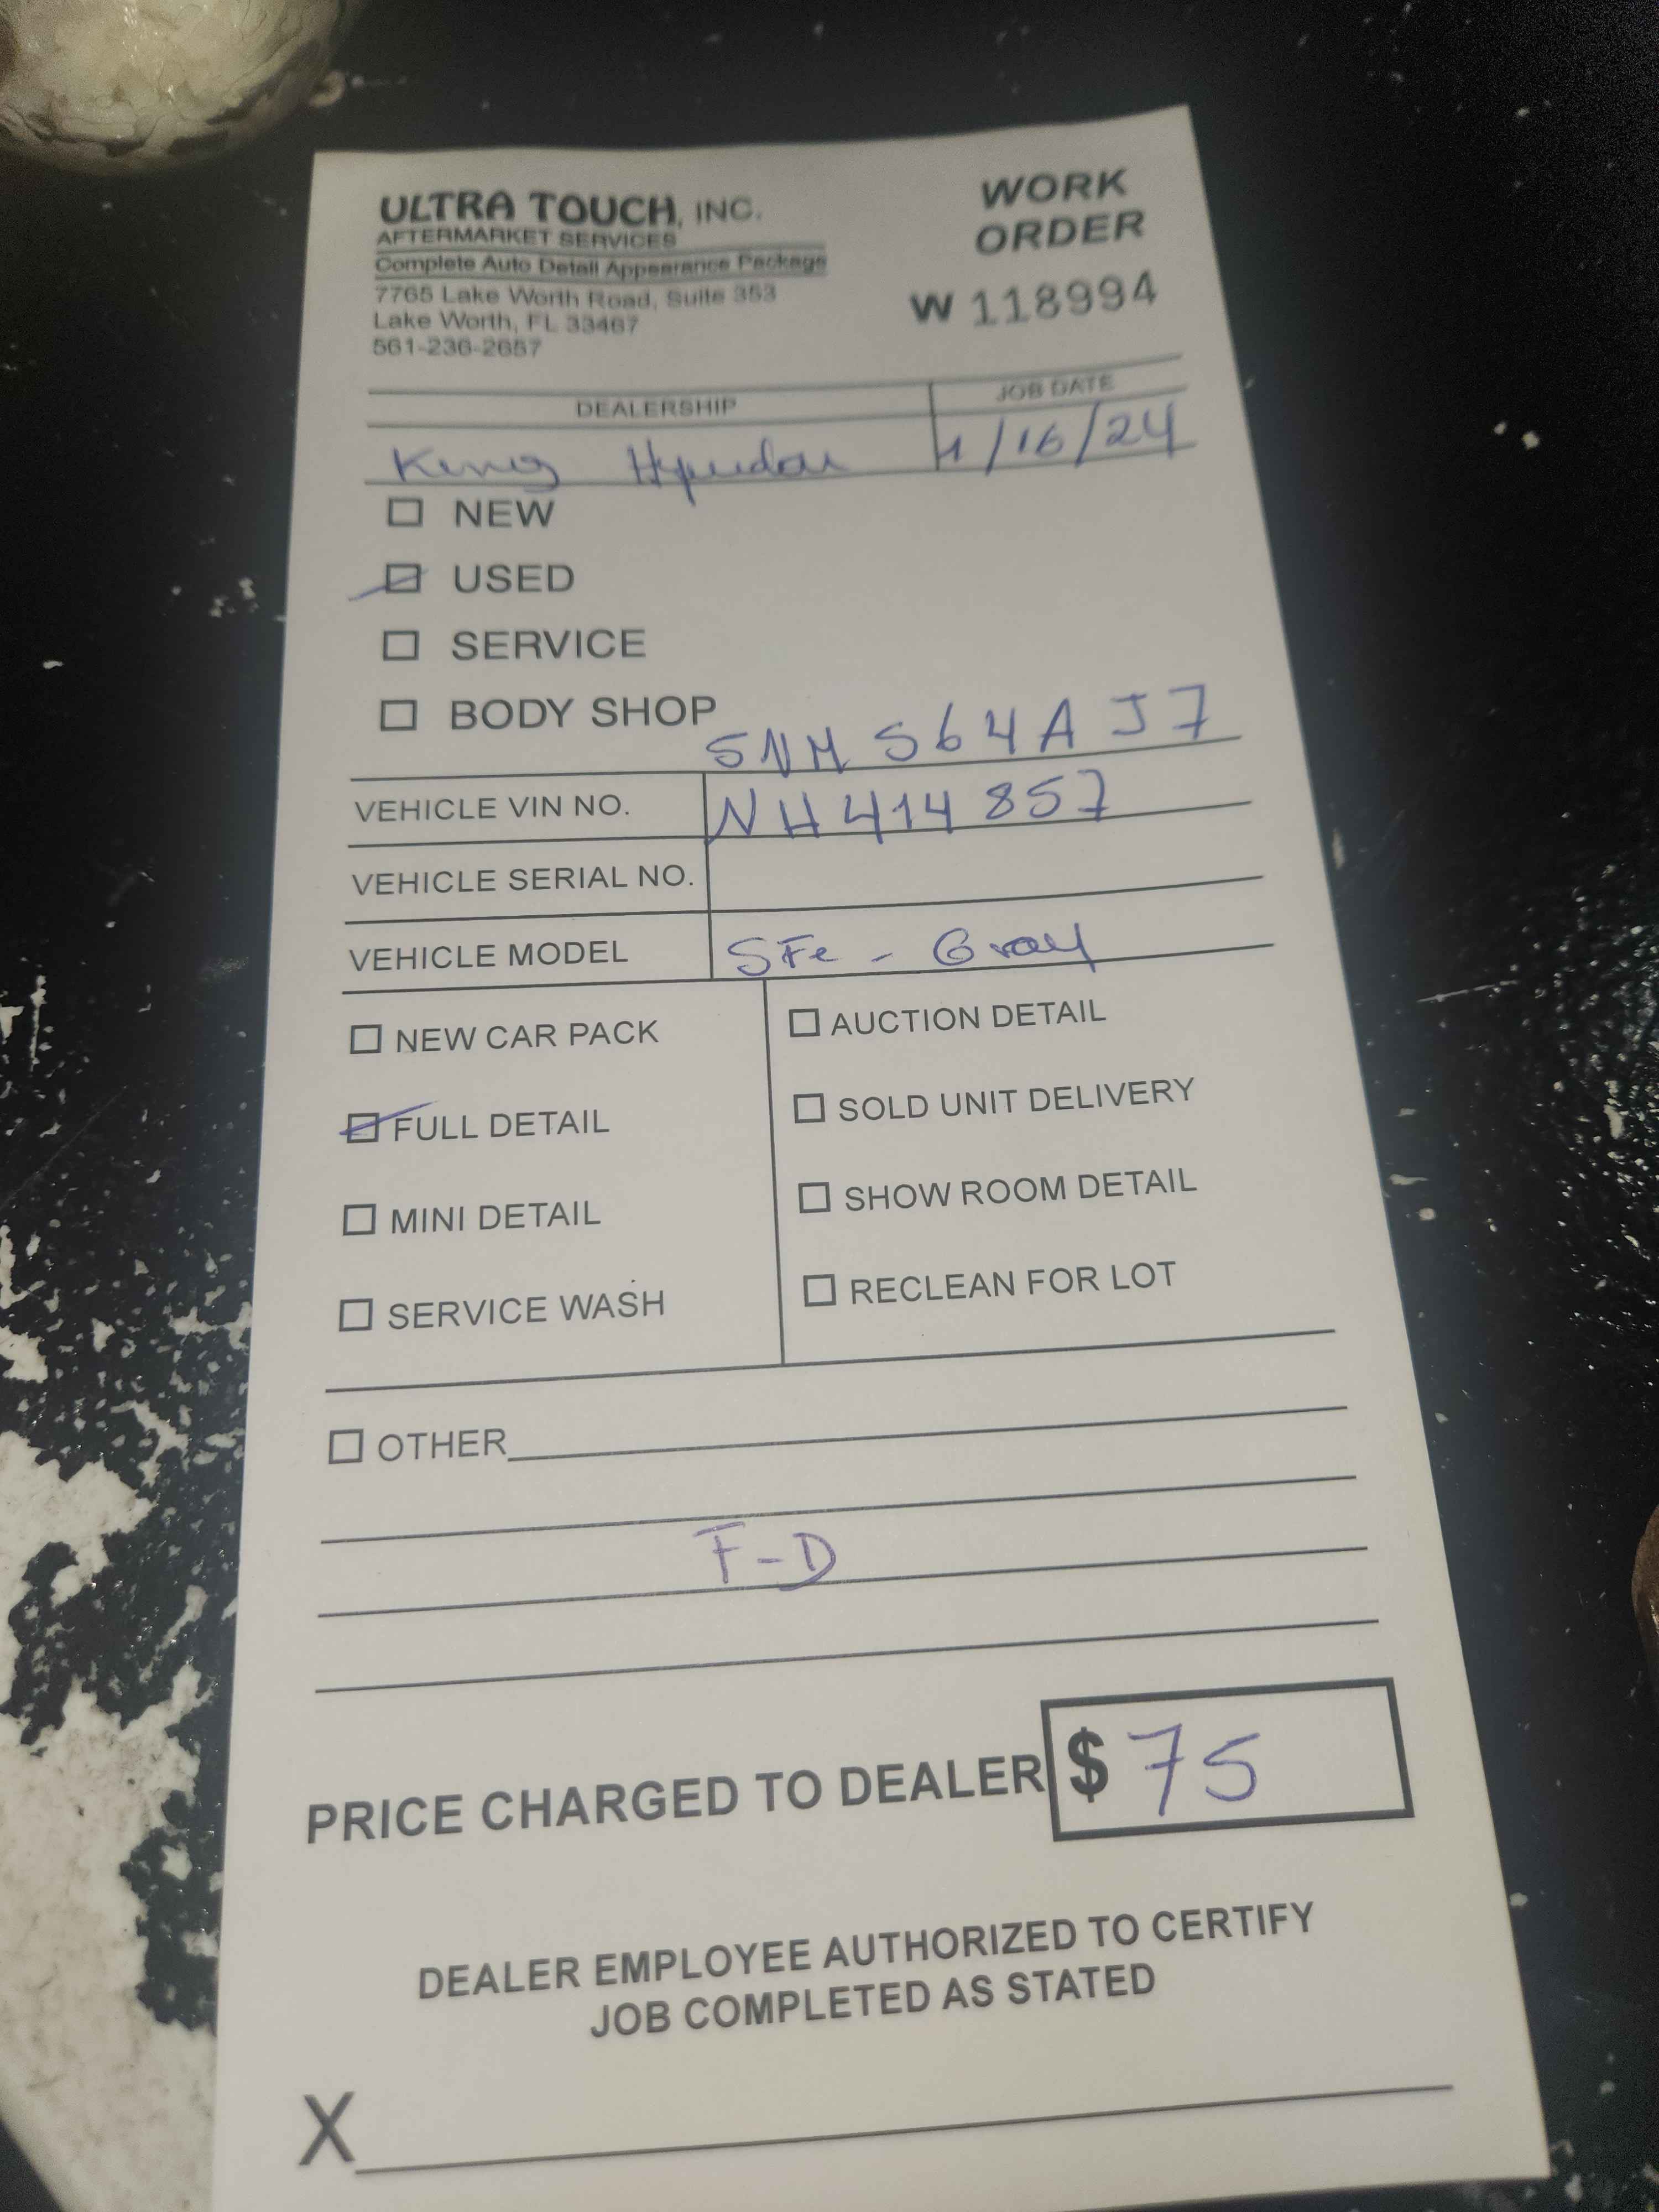 ULTRA TOUCH, INC.
AFTERMARKET SERVICES
Complete Auto Detail Appearance Package
7765 Lake Worth Road, Suite 353
Lake Worth, FL 33467
561-236-2657
WORK
ORDER
W 118994
DEALERSHIP JOB DATE
King Hyundai 1/16/24
NEW
USED
SERVICE
BODY SHOP
5NMS64AJ7
VEHICLE VIN NO. NH414857
VEHICLE SERIAL NO.
VEHICLE MODEL SFe - Gray
NEW CAR PACK AUCTION DETAIL
FULL DETAIL SOLD UNIT DELIVERY
MINI DETAIL SHOW ROOM DETAIL
SERVICE WASH RECLEAN FOR LOT
OTHER
F-D
PRICE CHARGED TO DEALER $ 75
DEALER EMPLOYEE AUTHORIZED TO CERTIFY
JOB COMPLETED AS STATED
X